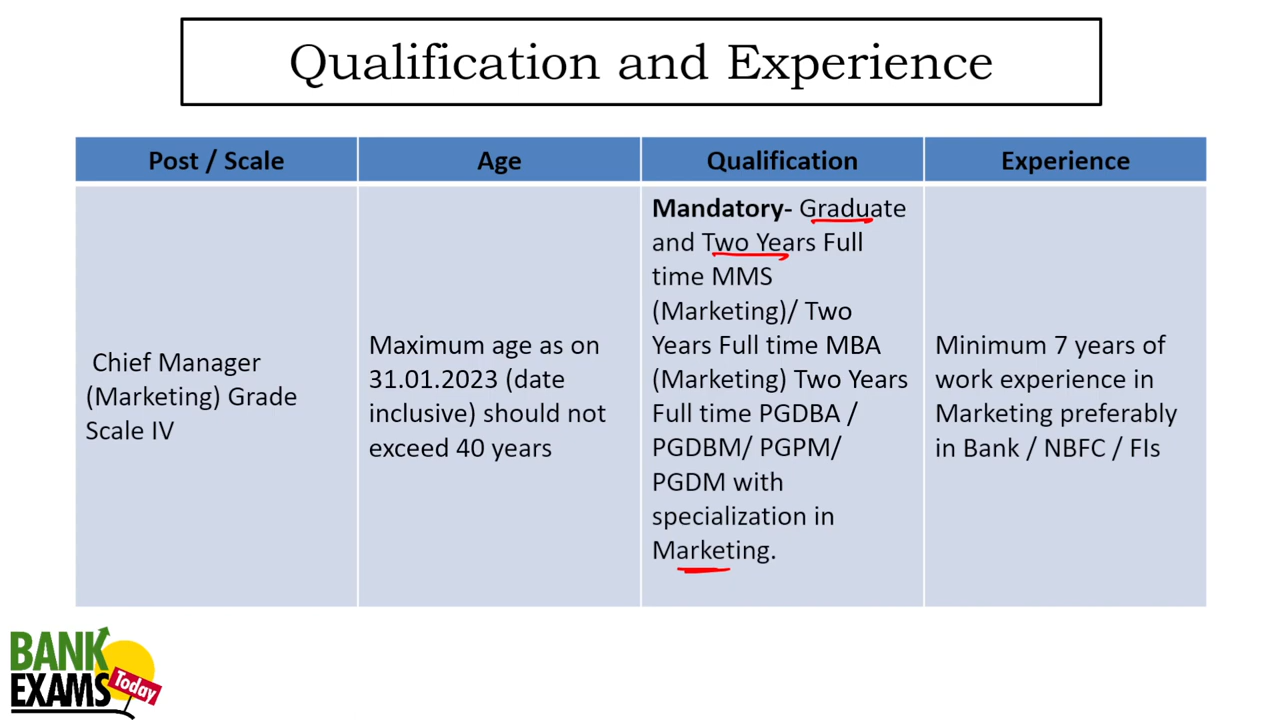 Qualification and Experience
Post / Scale
Age
Qualification
Experience
Chief Manager
(Marketing) Grade
Scale IV
Maximum age as on
31.01.2023 (date
inclusive) should not
exceed 40 years
Mandatory- Graduate
and Two Years Full
time MMS
(Marketing)/ Two
Years Full time MBA
(Marketing) Two Years
Full time PGDBA /
PGDBM/ PGPM/
PGDM with
specialization in
Marketing.
Minimum 7 years of
work experience in
Marketing preferably
in Bank / NBFC / FIs
BANK
EXAMS
Today